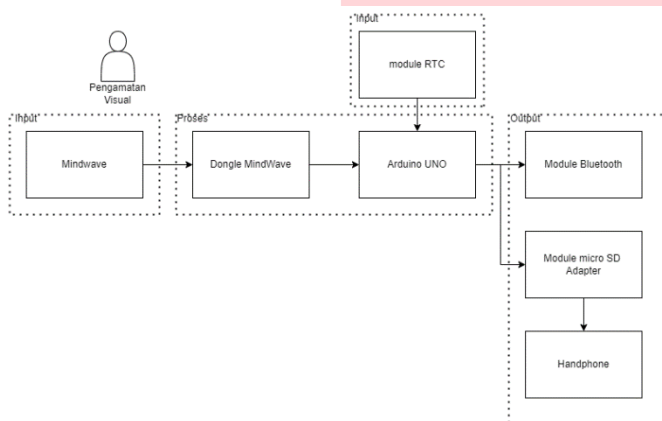 Input
module RTC
Pengamatan
Visual
Input
Mindwave
Proses
Dongle MindWave
Arduino UNO
Output
Module Bluetooth
Module micro SD
Adapter
Handphone